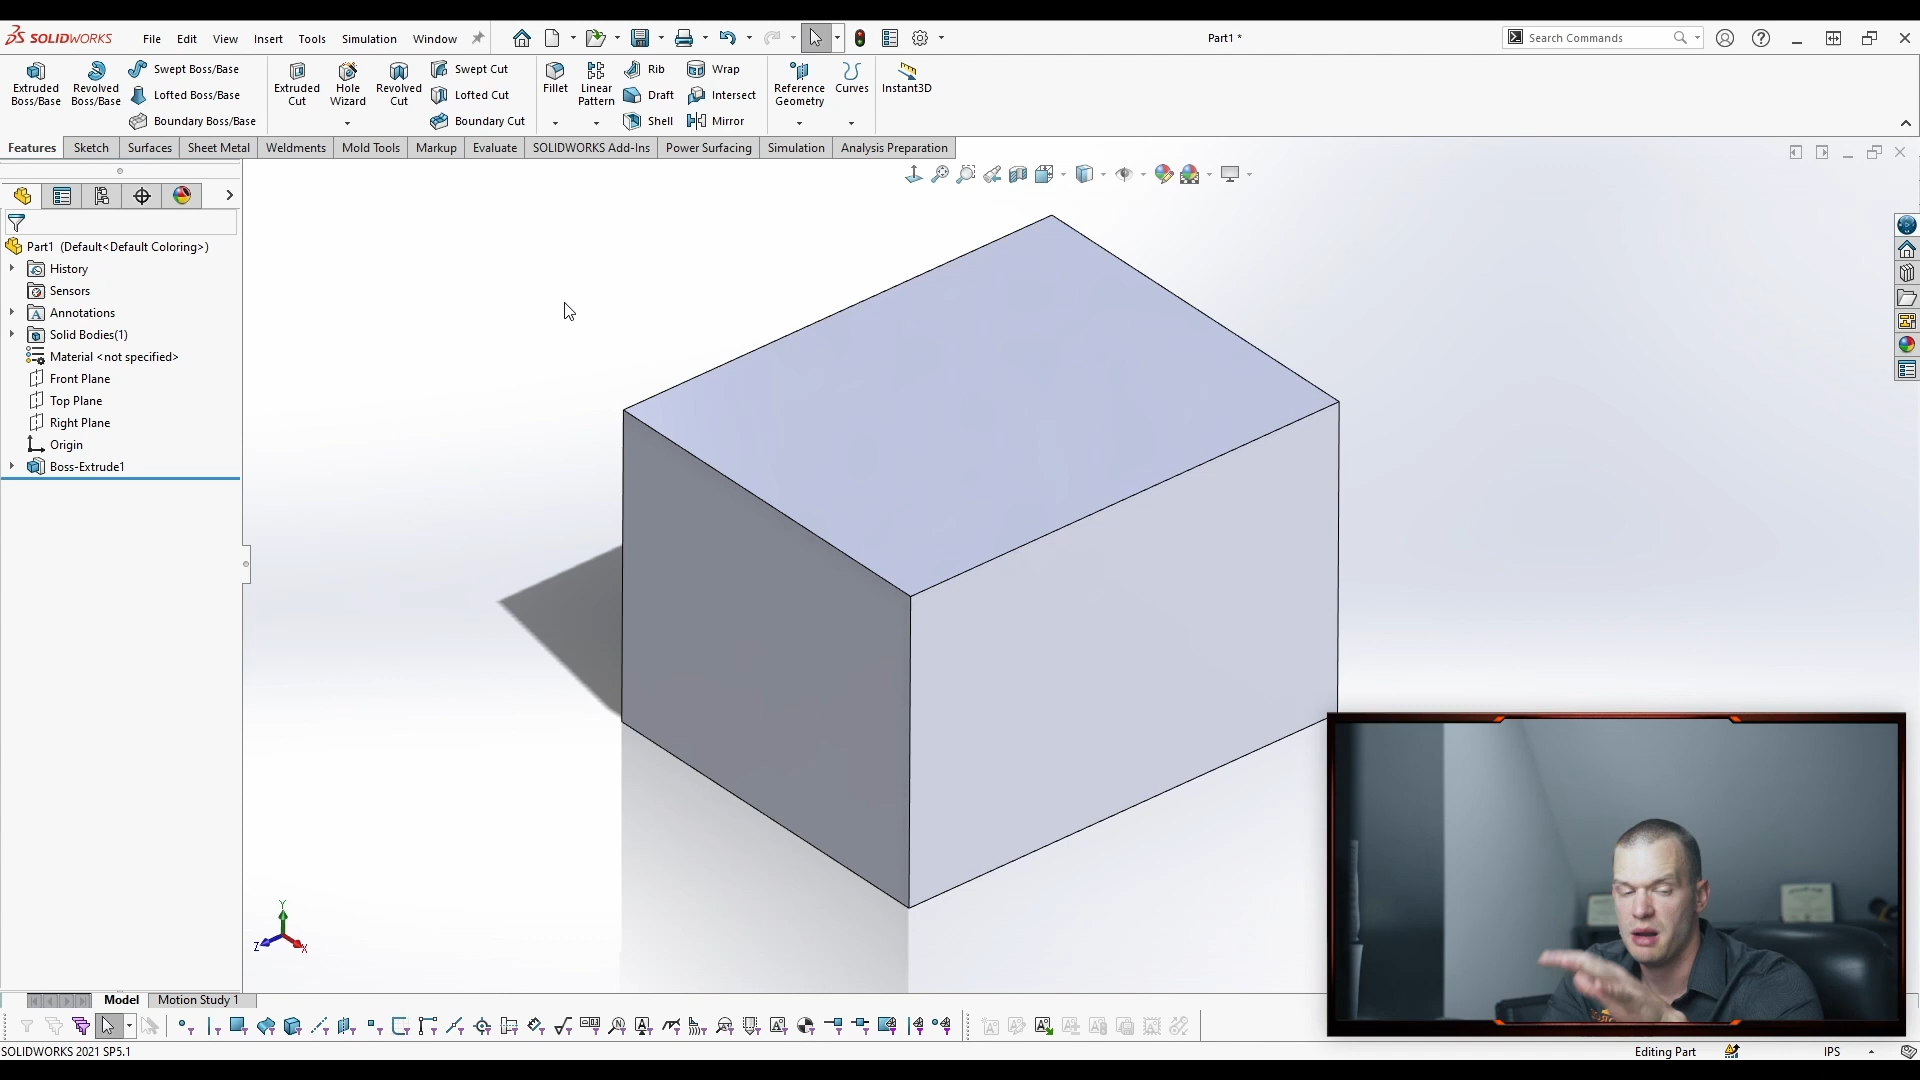 SOLIDWORKS File Edit View Insert Tools Simulation Window Part1 * Search Commands
Extruded Boss/Base
Revolved Boss/Base
Swept Boss/Base
Lofted Boss/Base
Boundary Boss/Base
Extruded Cut
Hole Wizard
Revolved Cut
Swept Cut
Lofted Cut
Boundary Cut
Fillet
Linear Pattern
Rib
Draft
Shell
Wrap
Intersect
Mirror
Reference Geometry
Curves
Instant3D
Features Sketch Surfaces Sheet Metal Weldments Mold Tools Markup Evaluate SOLIDWORKS Add-Ins Power Surfacing Simulation Analysis Preparation
Part1 (Default<Default Coloring>)
History
Sensors
Annotations
Solid Bodies(1)
Material <not specified>
Front Plane
Top Plane
Right Plane
Origin
Boss-Extrude1
Y
Z X
Model Motion Study 1
SOLIDWORKS 2021 SP5.1 Editing Part IPS